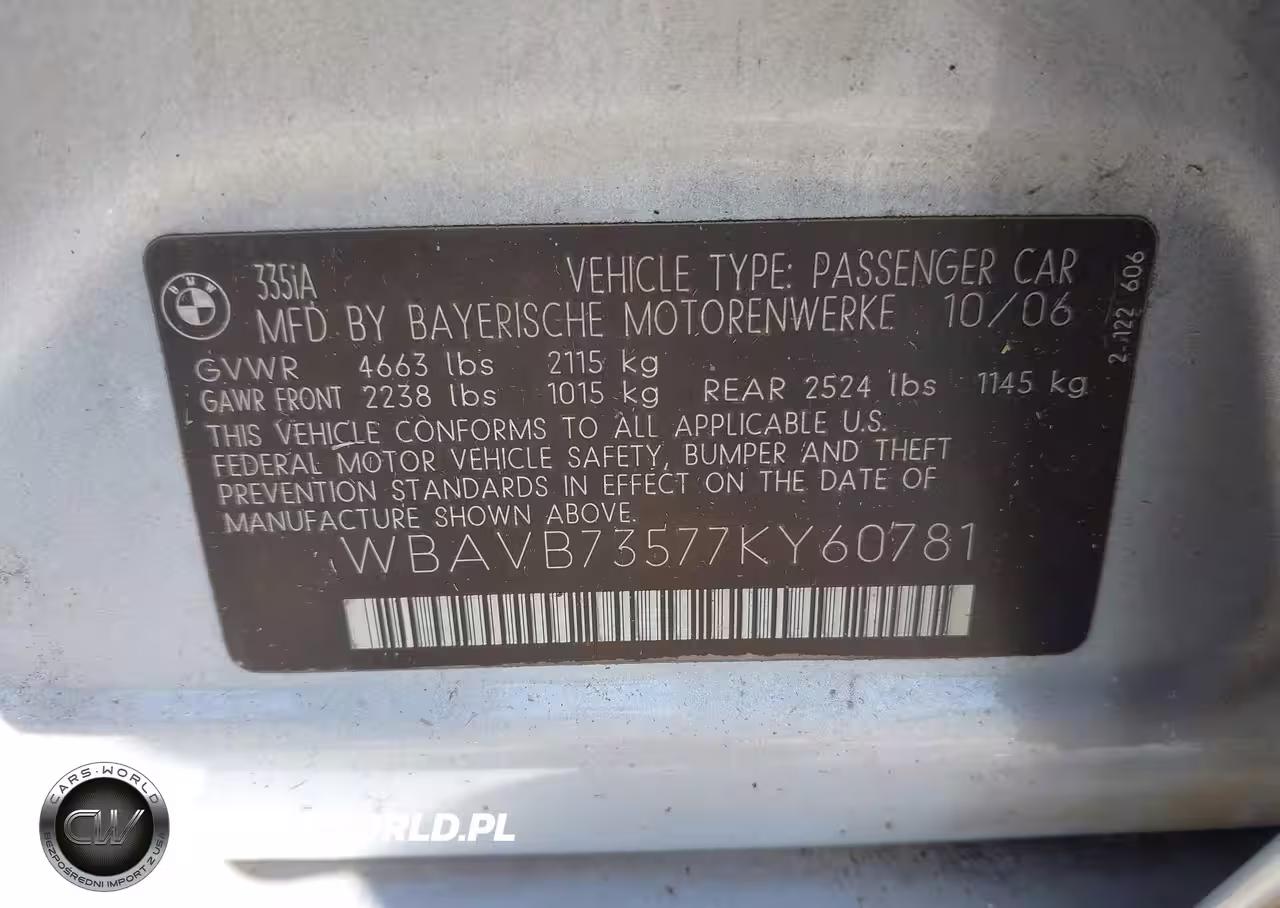 335iA
VEHICLE TYPE: PASSENGER CAR
MFD BY BAYERISCHE MOTORENWERKE 10/06
GVWR 4663 lbs 2115 kg
GAWR FRONT 2238 lbs 1015 kg REAR 2524 lbs 1145 kg
THIS VEHICLE CONFORMS TO ALL APPLICABLE U.S.
FEDERAL MOTOR VEHICLE SAFETY, BUMPER AND THEFT
PREVENTION STANDARDS IN EFFECT ON THE DATE OF
MANUFACTURE SHOWN ABOVE.
WBAVB73577KY60781
2-122 606
BMW
CARS-WORLD
CW
BEZPOŚREDNI IMPORT Z USA
ORLD.PL